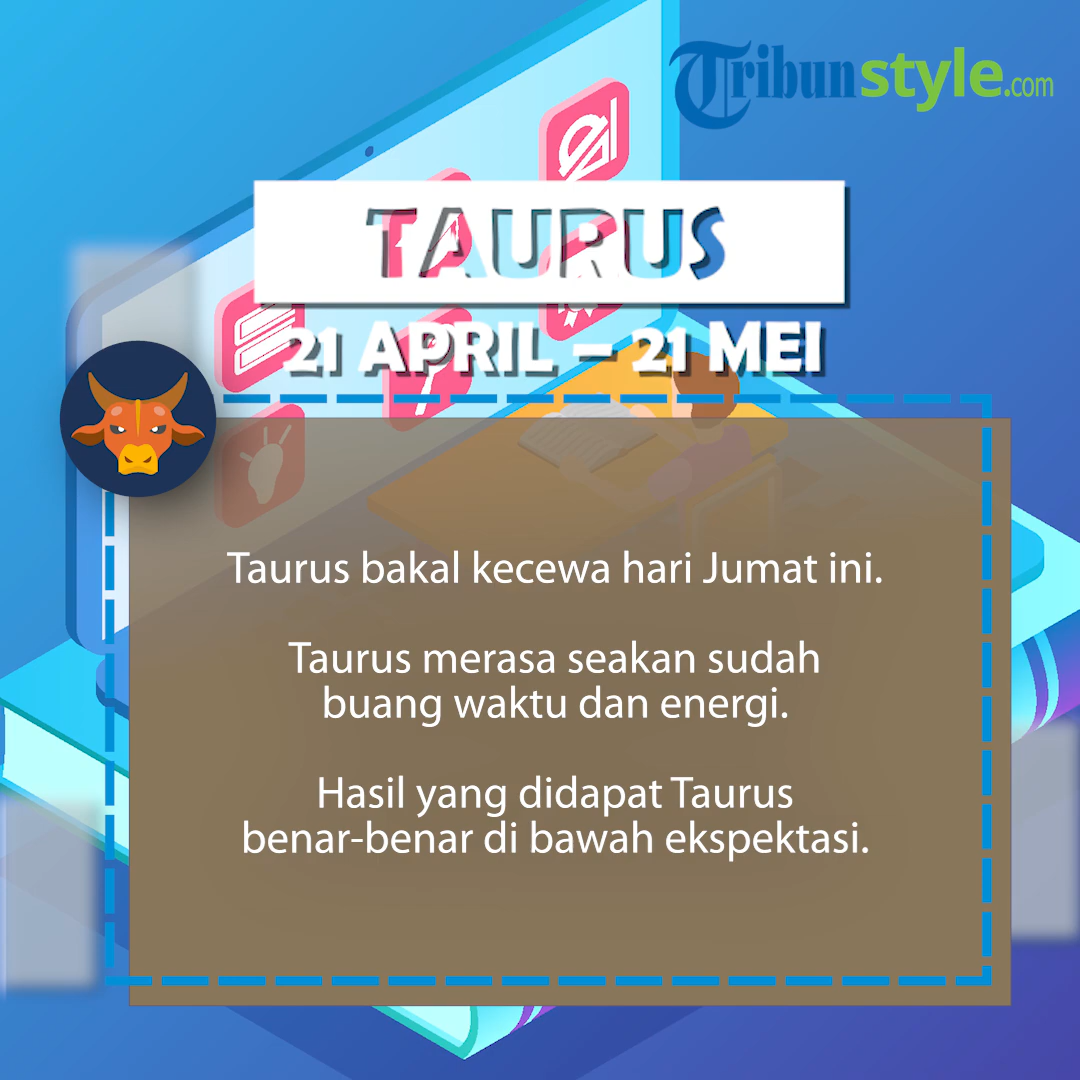 Tribunstyle.com
TAURUS
21 APRIL – 21 MEI
Taurus bakal kecewa hari Jumat ini.
Taurus merasa seakan sudah
buang waktu dan energi.
Hasil yang didapat Taurus
benar-benar di bawah ekspektasi.